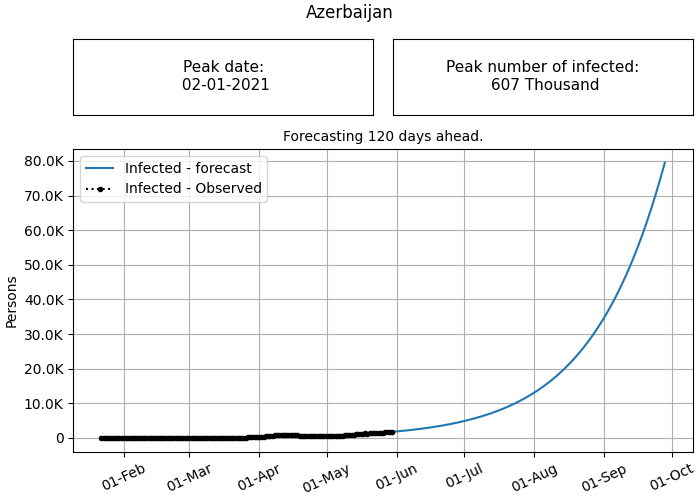 Azerbaijan
Peak date:
02-01-2021
Peak number of infected:
607 Thousand
Forecasting 120 days ahead.
Infected - forecast
Infected - Observed
Persons
80.0K
70.0K
60.0K
50.0K
40.0K
30.0K
20.0K
10.0K
0
01-Feb
01-Mar
01-Apr
01-May
01-Jun
01-Jul
01-Aug
01-Sep
01-Oct